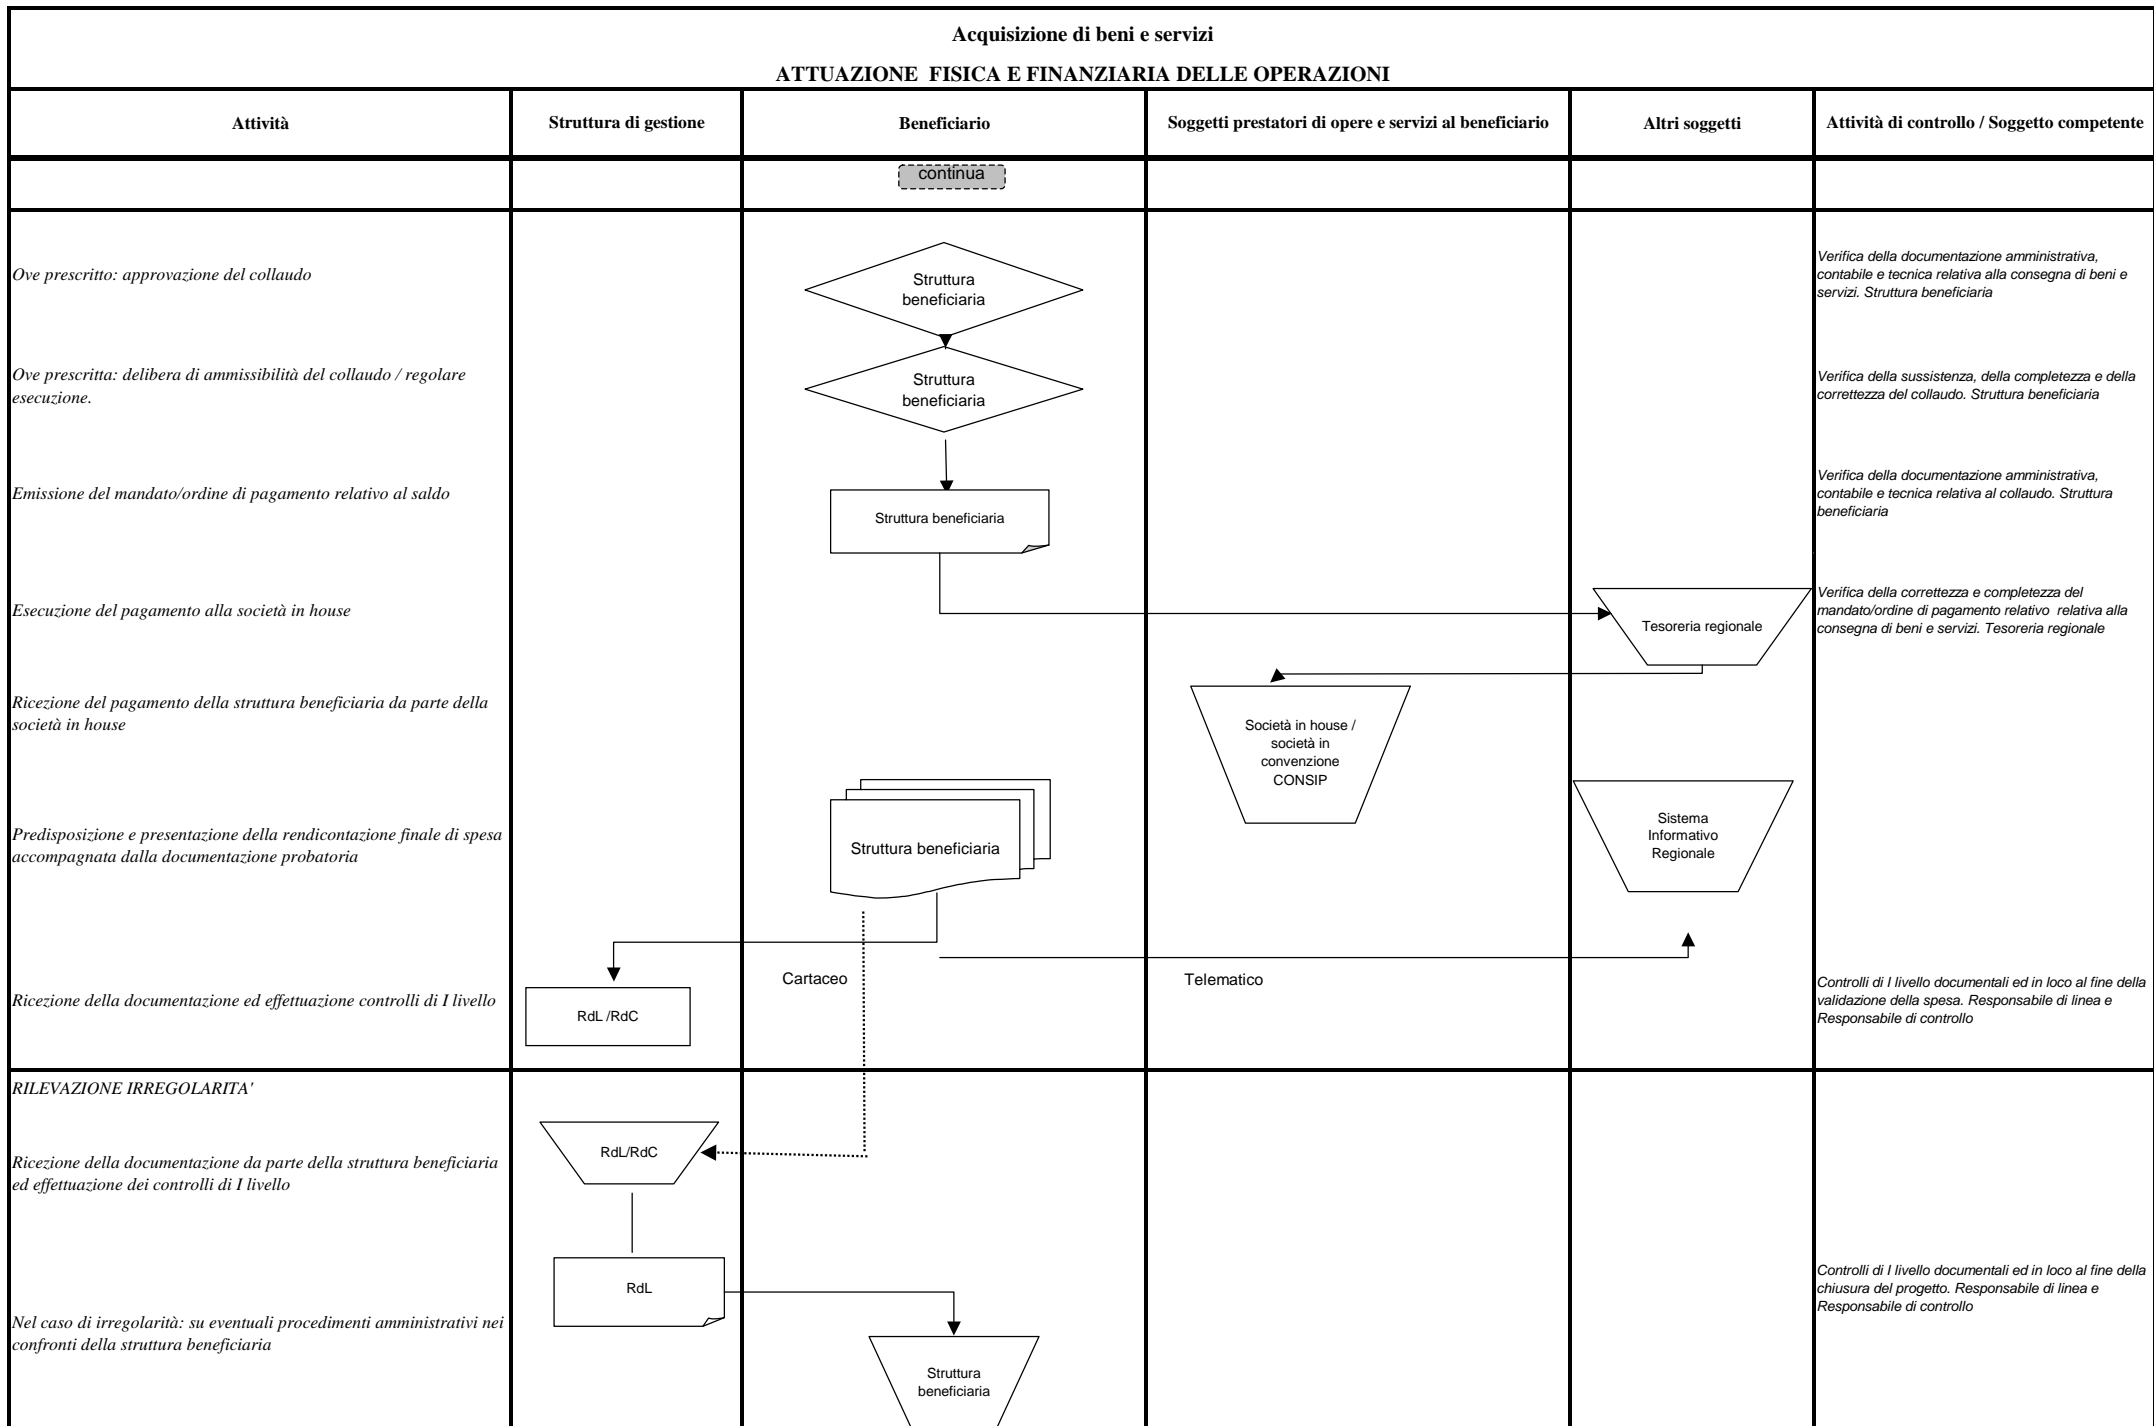 Acquisizione di beni e servizi
ATTUAZIONE FISICA E FINANZIARIA DELLE OPERAZIONI
Attività
Struttura di gestione
Beneficiario
Soggetti prestatori di opere e servizi al beneficiario
Altri soggetti
Attività di controllo / Soggetto competente
continua
Ove prescritto: approvazione del collaudo
Struttura
beneficiaria
Verifica della documentazione amministrativa,
contabile e tecnica relativa alla consegna di beni e
servizi. Struttura beneficiaria
Ove prescritta: delibera di ammissibilità del collaudo / regolare
esecuzione.
Struttura
beneficiaria
Verifica della sussistenza, della completezza e della
correttezza del collaudo. Struttura beneficiaria
Emissione del mandato/ordine di pagamento relativo al saldo
Struttura beneficiaria
Verifica della documentazione amministrativa,
contabile e tecnica relativa al collaudo. Struttura
beneficiaria
Esecuzione del pagamento alla società in house
Tesoreria regionale
Verifica della correttezza e completezza del
mandato/ordine di pagamento relativo relativa alla
consegna di beni e servizi. Tesoreria regionale
Ricezione del pagamento della struttura beneficiaria da parte della
società in house
Società in house /
società in
convenzione
CONSIP
Predisposizione e presentazione della rendicontazione finale di spesa
accompagnata dalla documentazione probatoria
Struttura beneficiaria
Sistema
Informativo
Regionale
Cartaceo
Telematico
Ricezione della documentazione ed effettuazione controlli di I livello
RdL /RdC
Controlli di I livello documentali ed in loco al fine della
validazione della spesa. Responsabile di linea e
Responsabile di controllo
RILEVAZIONE IRREGOLARITA'
Ricezione della documentazione da parte della struttura beneficiaria
ed effettuazione dei controlli di I livello
RdL/RdC
RdL
Controlli di I livello documentali ed in loco al fine della
chiusura del progetto. Responsabile di linea e
Responsabile di controllo
Nel caso di irregolarità: su eventuali procedimenti amministrativi nei
confronti della struttura beneficiaria
Struttura
beneficiaria